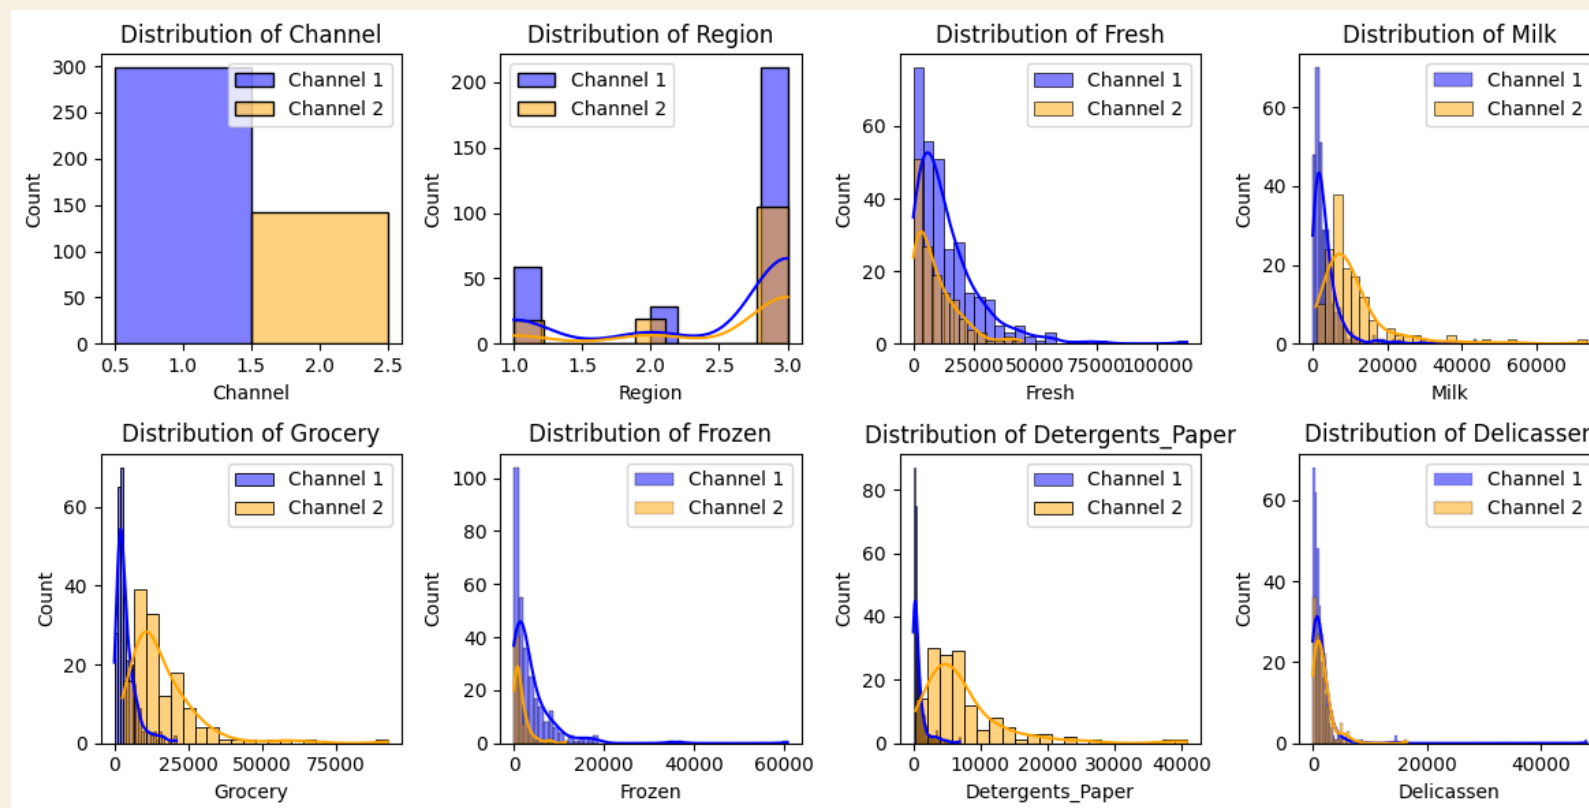 Distribution of Channel
300
250
200
150
100
50
0
Count
0.5 1.0 1.5 2.0 2.5
Channel
Channel 1
Channel 2
Distribution of Region
200
150
100
50
0
Count
1.0 1.5 2.0 2.5 3.0
Region
Channel 1
Channel 2
Distribution of Fresh
60
40
20
0
Count
0 25000 50000 75000 100000
Fresh
Channel 1
Channel 2
Distribution of Milk
60
40
20
0
Count
0 20000 40000 60000
Milk
Channel 1
Channel 2
Distribution of Grocery
60
40
20
0
Count
0 25000 50000 75000
Grocery
Channel 1
Channel 2
Distribution of Frozen
100
80
60
40
20
0
Count
0 20000 40000 60000
Frozen
Channel 1
Channel 2
Distribution of Detergents_Paper
80
60
40
20
0
Count
0 10000 20000 30000 40000
Detergents_Paper
Channel 1
Channel 2
Distribution of Delicassen
60
40
20
0
Count
0 20000 40000
Delicassen
Channel 1
Channel 2